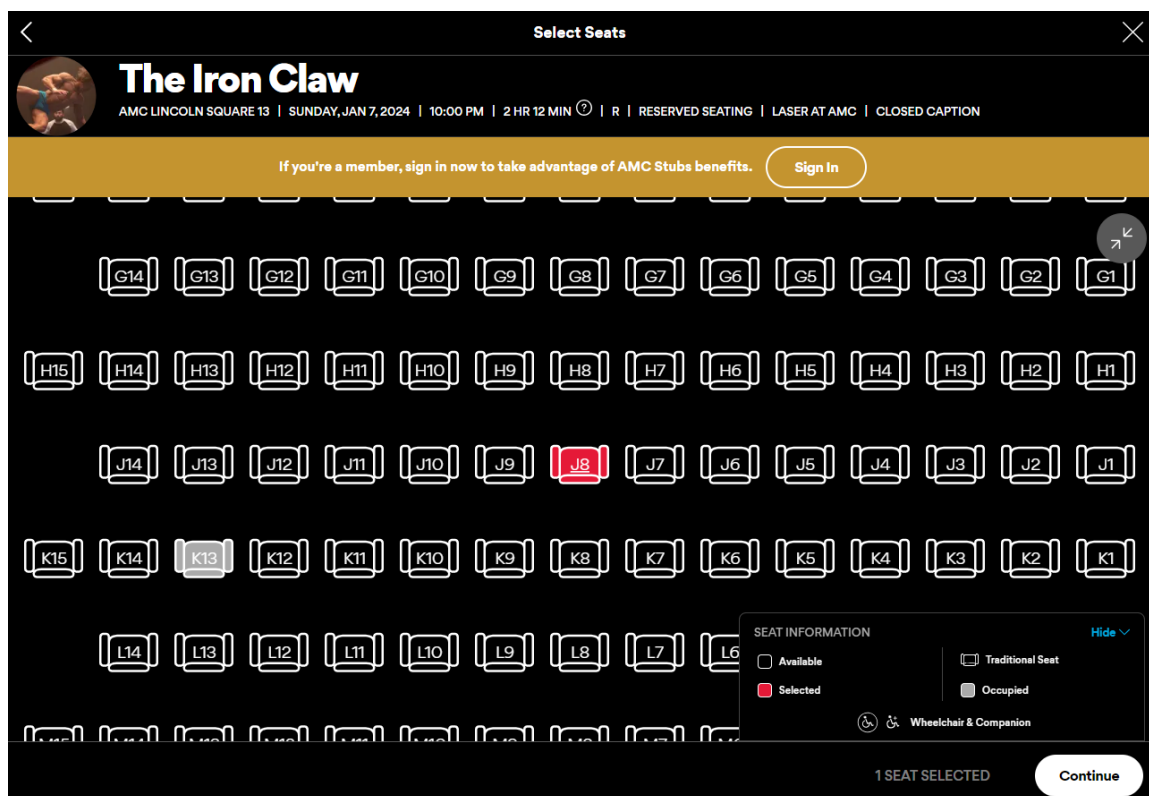 Select Seats
The Iron Claw
AMC LINCOLN SQUARE 13 | SUNDAY, JAN 7, 2024 | 10:00 PM | 2 HR 12 MIN ? | R | RESERVED SEATING | LASER AT AMC | CLOSED CAPTION
If you're a member, sign in now to take advantage of AMC Stubs benefits. Sign In
G14 G13 G12 G11 G10 G9 G8 G7 G6 G5 G4 G3 G2 G1
H15 H14 H13 H12 H11 H10 H9 H8 H7 H6 H5 H4 H3 H2 H1
J14 J13 J12 J11 J10 J9 J8 J7 J6 J5 J4 J3 J2 J1
K15 K14 K13 K12 K11 K10 K9 K8 K7 K6 K5 K4 K3 K2 K1
L14 L13 L12 L11 L10 L9 L8 L7 L6
SEAT INFORMATION Hide
Available Traditional Seat
Selected Occupied
Wheelchair & Companion
1 SEAT SELECTED Continue